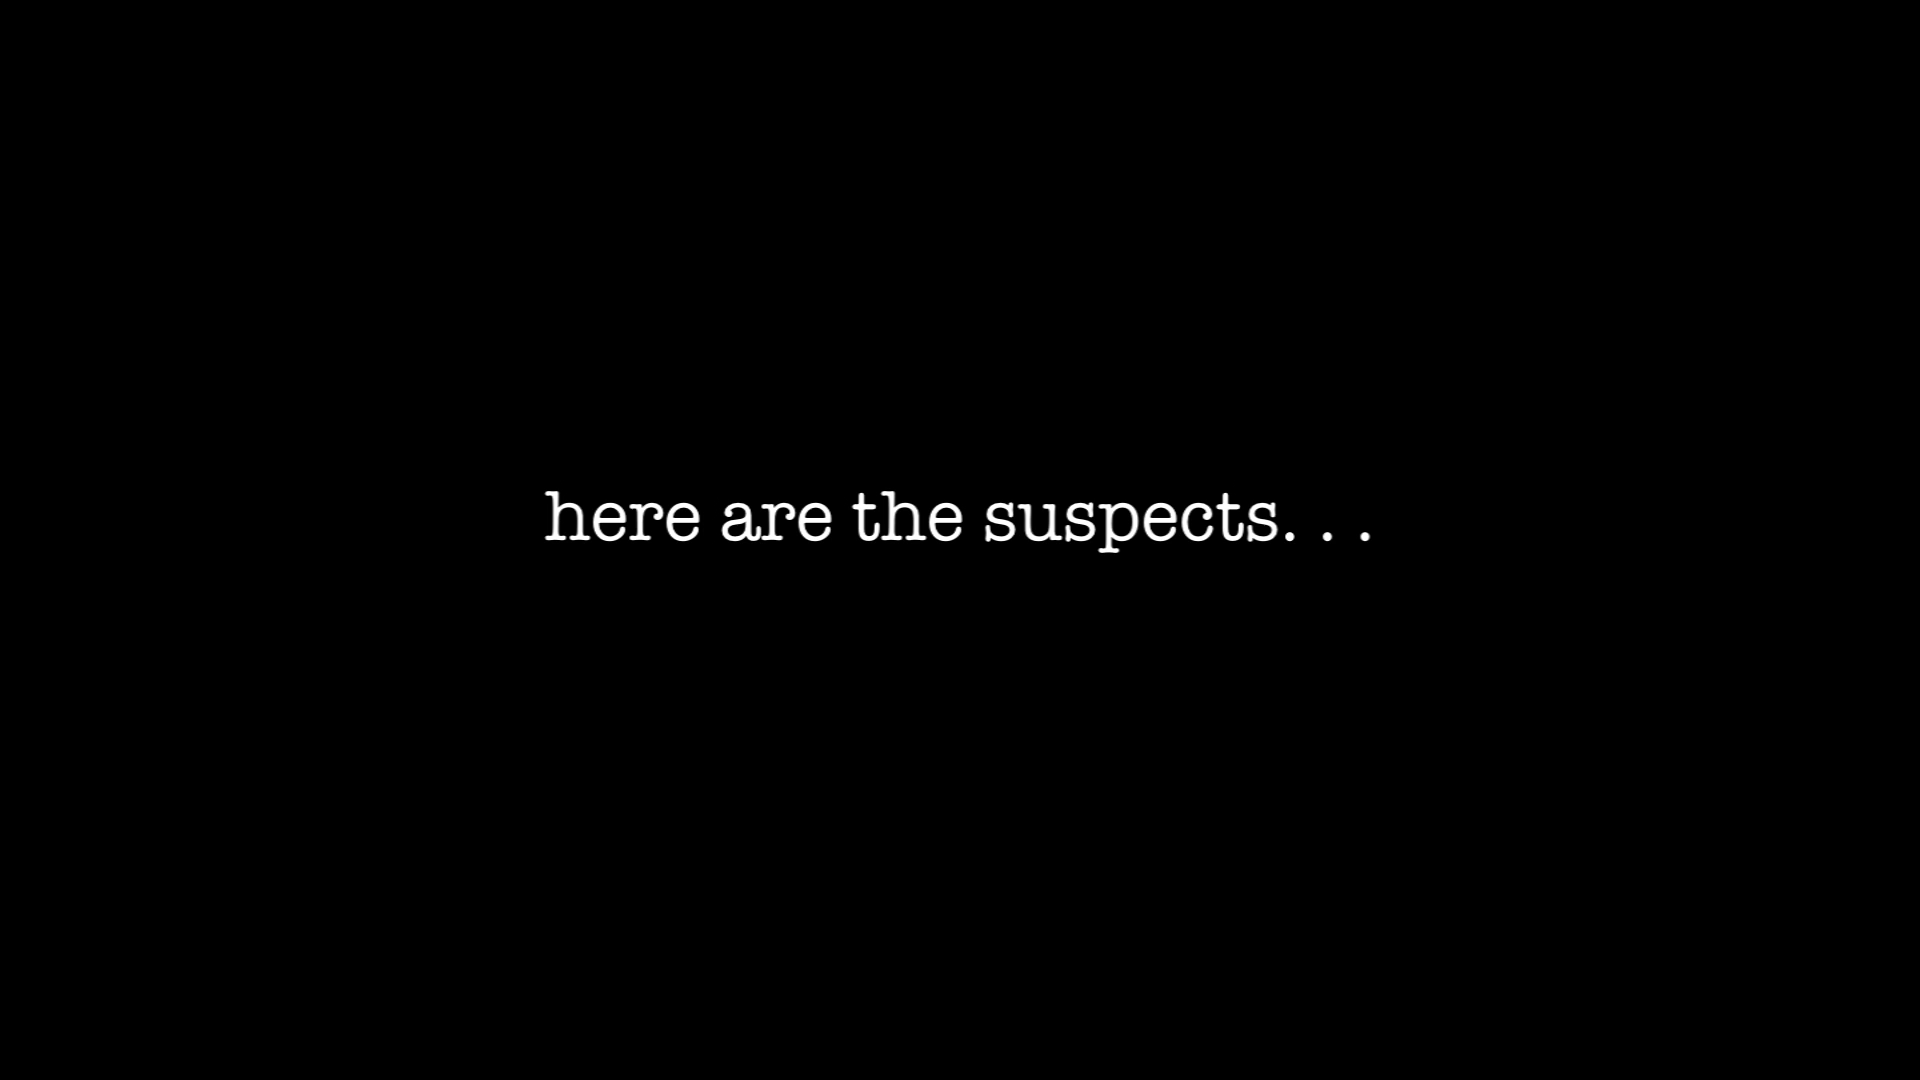 here are the suspects. . .